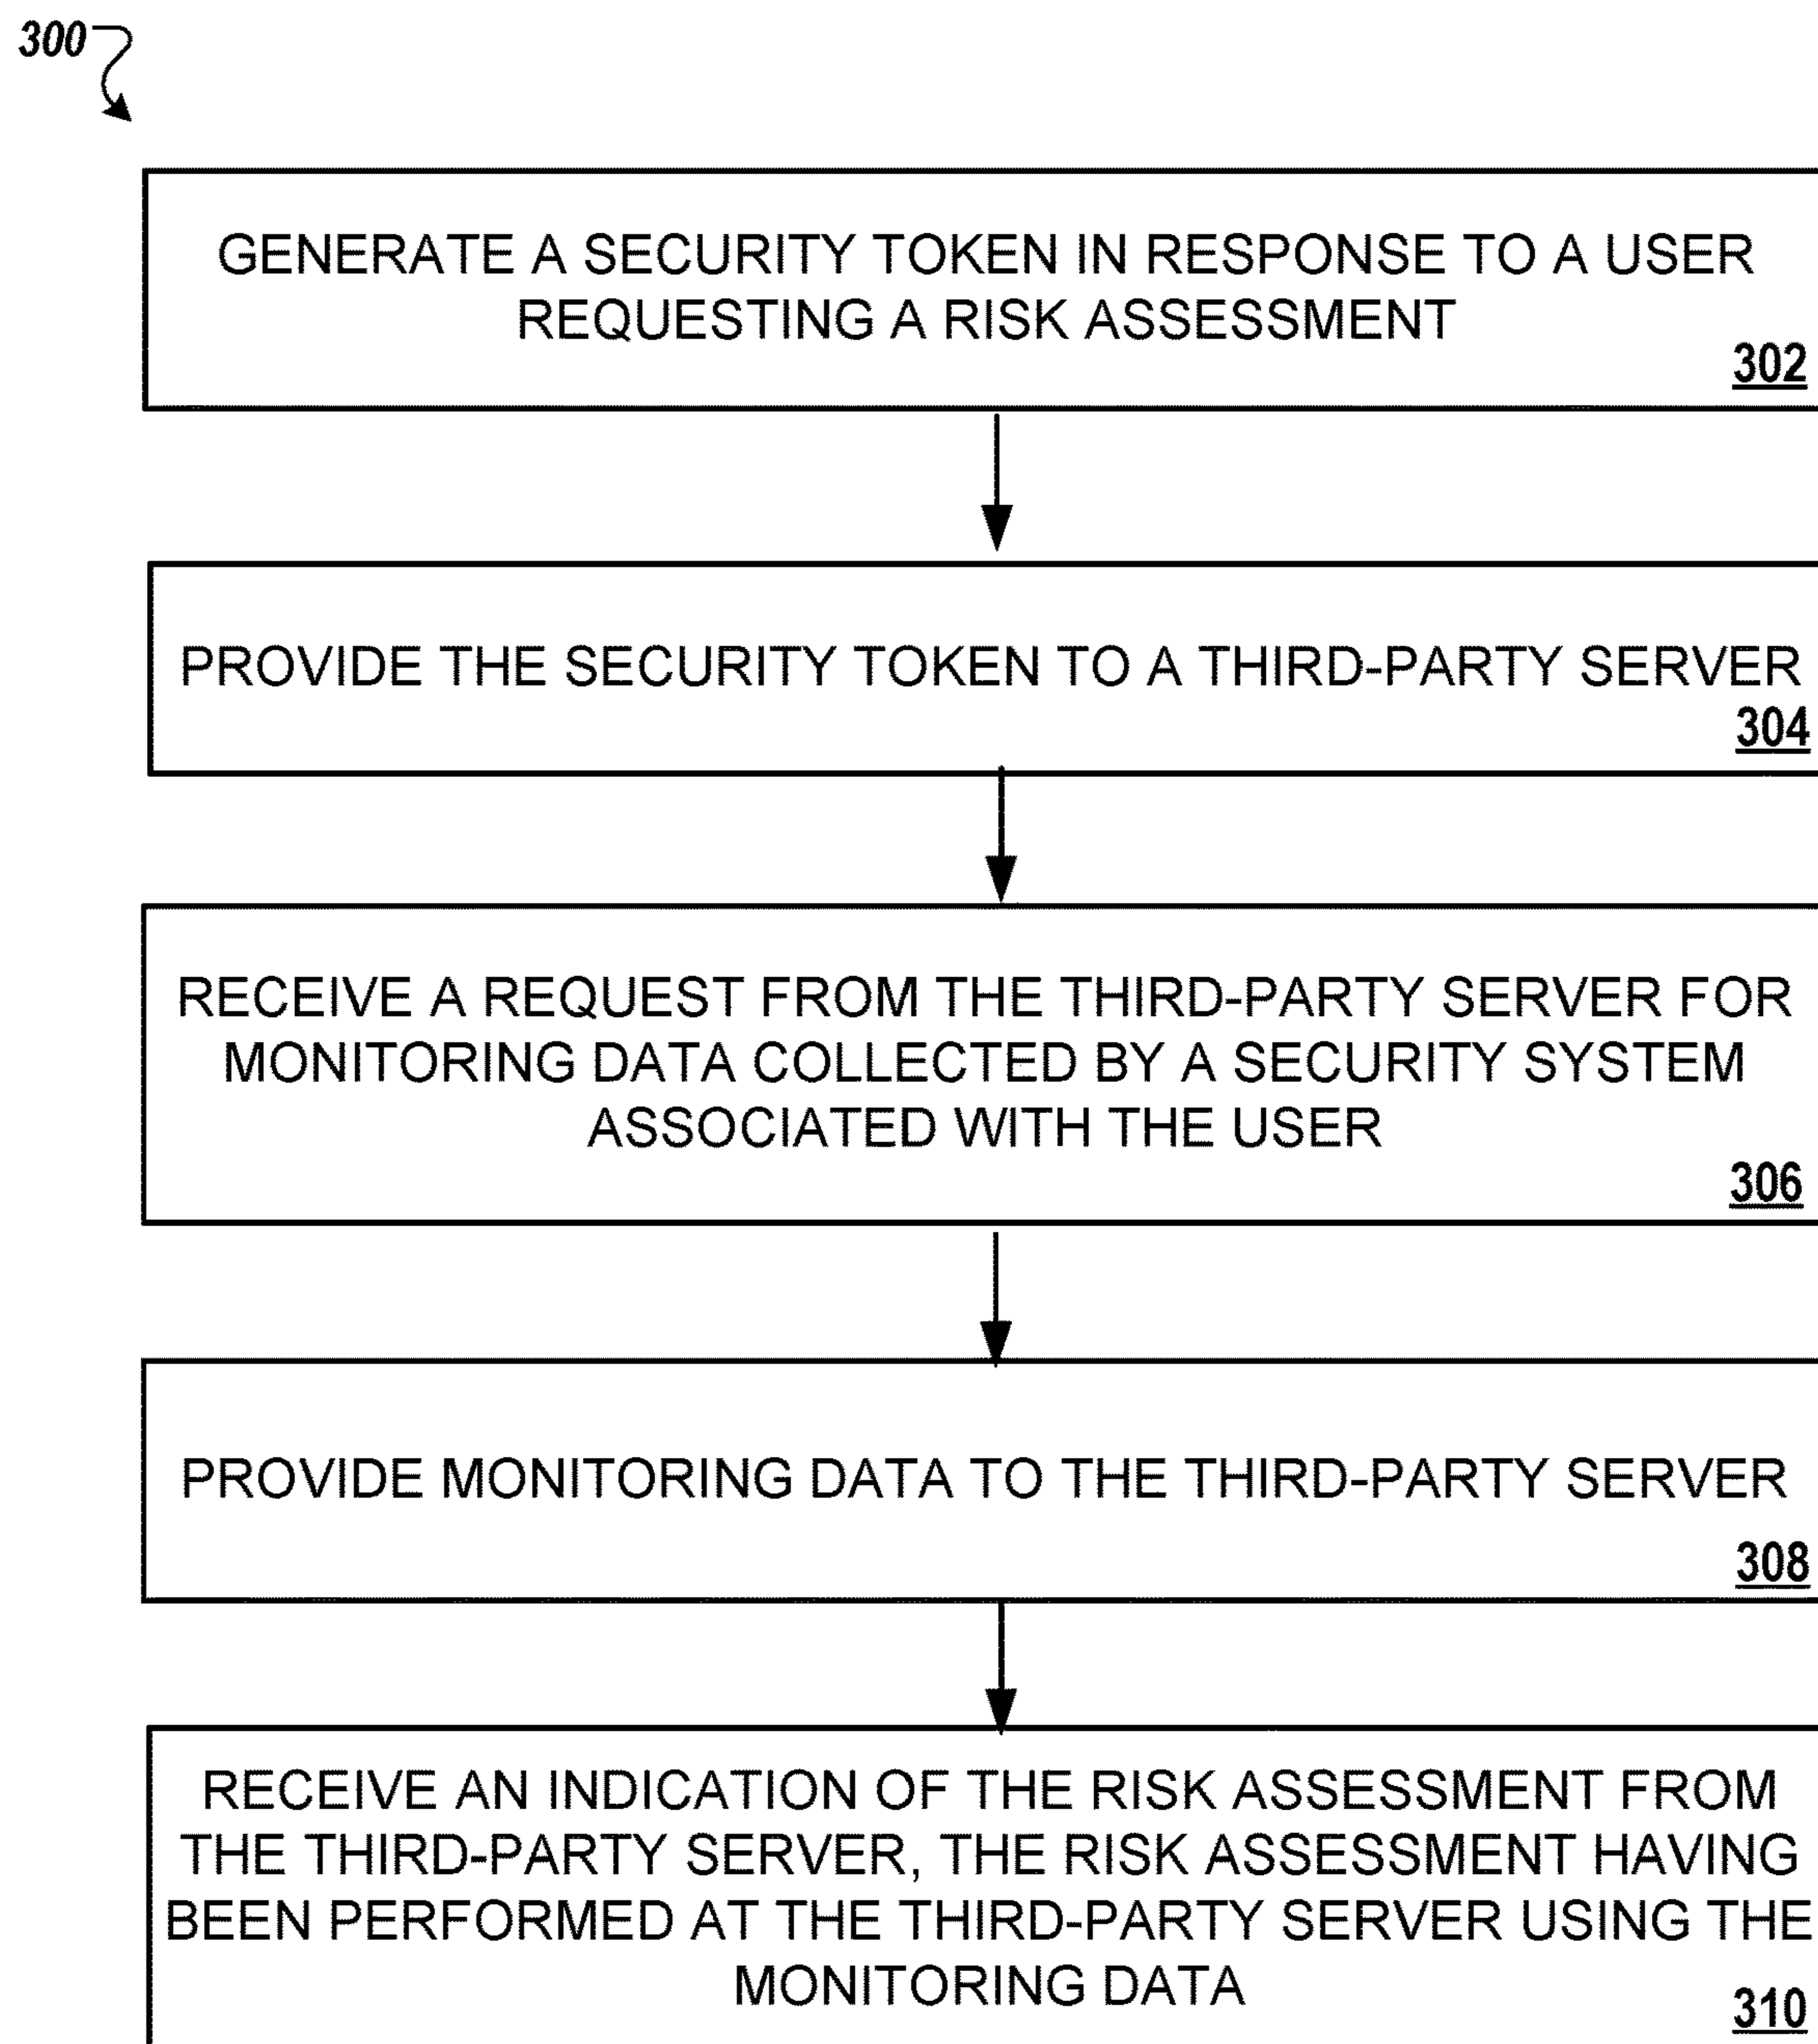 300
GENERATE A SECURITY TOKEN IN RESPONSE TO A USER
REQUESTING A RISK ASSESSMENT
302
PROVIDE THE SECURITY TOKEN TO A THIRD-PARTY SERVER
304
RECEIVE A REQUEST FROM THE THIRD-PARTY SERVER FOR
MONITORING DATA COLLECTED BY A SECURITY SYSTEM
ASSOCIATED WITH THE USER
306
PROVIDE MONITORING DATA TO THE THIRD-PARTY SERVER
308
RECEIVE AN INDICATION OF THE RISK ASSESSMENT FROM
THE THIRD-PARTY SERVER, THE RISK ASSESSMENT HAVING
BEEN PERFORMED AT THE THIRD-PARTY SERVER USING THE
MONITORING DATA
310